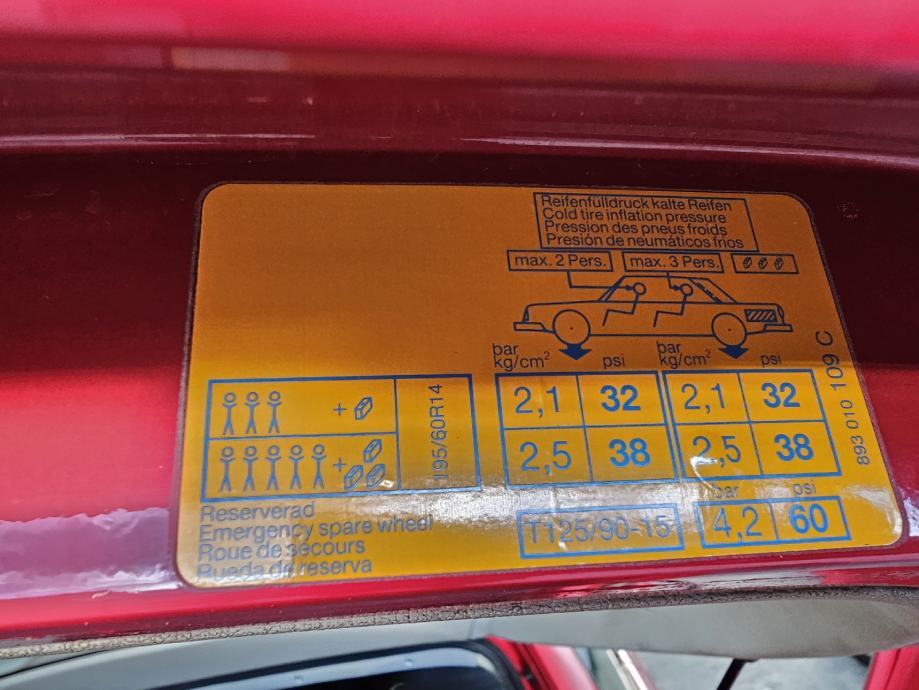 Reifenfülldruck kalte Reifen
Cold tire inflation pressure
Pression des pneus froids
Presión de neumáticos frios
max. 2 Pers. max. 3 Pers.
bar psi bar psi
kg/cm² kg/cm²
+ 195/60R14 2,1 32 2,1 32
+ 2,5 38 2,5 38
893 010 109 C
Reserverad
Emergency spare wheel
Roue de secours
Rueda de reserva
T125/90-15
bar psi
4,2 60